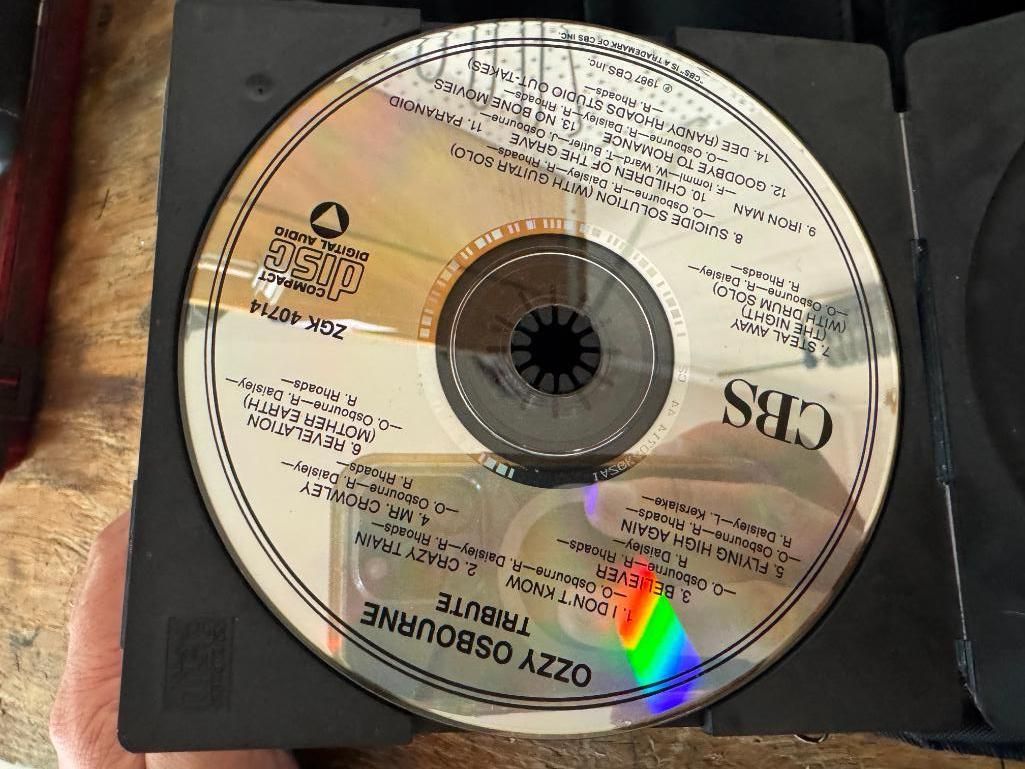 OZZY OSBOURNE
TRIBUTE
1. I DON'T KNOW
—O. Osbourne—R. Daisley—R. Rhoads
2. CRAZY TRAIN
3. BELIEVER
—O. Osbourne—R. Daisley—
R. Rhoads—
4. MR. CROWLEY
—O. Osbourne—R. Daisley—
R. Rhoads—
5. FLYING HIGH AGAIN
—O. Osbourne—R. Rhoads—
R. Daisley—L. Kerslake—
6. REVELATION
(MOTHER EARTH)
—O. Osbourne—R. Daisley—
R. Rhoads—
CBS
ZGK 40714
COMPACT
disc
DIGITAL AUDIO
7. STEAL AWAY
(THE NIGHT)
(WITH DRUM SOLO)
—O. Osbourne—R. Daisley—
R. Rhoads—
8. SUICIDE SOLUTION (WITH GUITAR SOLO)
—O. Osbourne—R. Daisley—R. Rhoads—
9. IRON MAN
10. CHILDREN OF THE GRAVE
11. PARANOID
—F. Iommi—W. Ward—T. Butler—J. Osbourne—
12. GOODBYE TO ROMANCE
13. NO BONE MOVIES
—O. Osbourne—R. Daisley—R. Rhoads—
14. DEE (RANDY RHOADS STUDIO OUT-TAKES)
—R. Rhoads—
℗ 1987 CBS Inc.
"CBS" IS A TRADEMARK OF CBS INC.